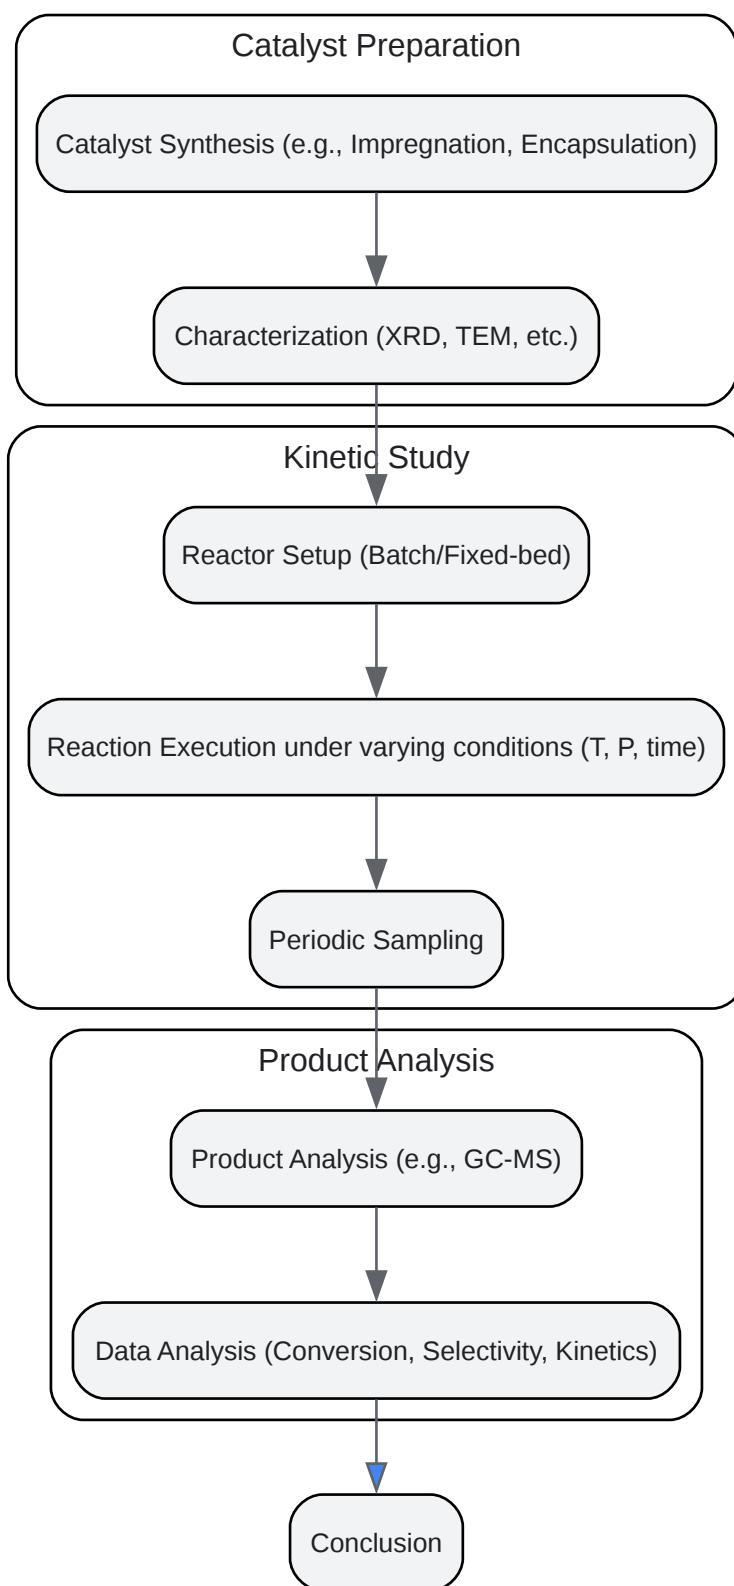 Catalyst Preparation
Catalyst Synthesis (e.g., Impregnation, Encapsulation)
Characterization (XRD, TEM, etc.)
Kinetic Study
Reactor Setup (Batch/Fixed-bed)
Reaction Execution under varying conditions (T, P, time)
Periodic Sampling
Product Analysis
Product Analysis (e.g., GC-MS)
Data Analysis (Conversion, Selectivity, Kinetics)
Conclusion